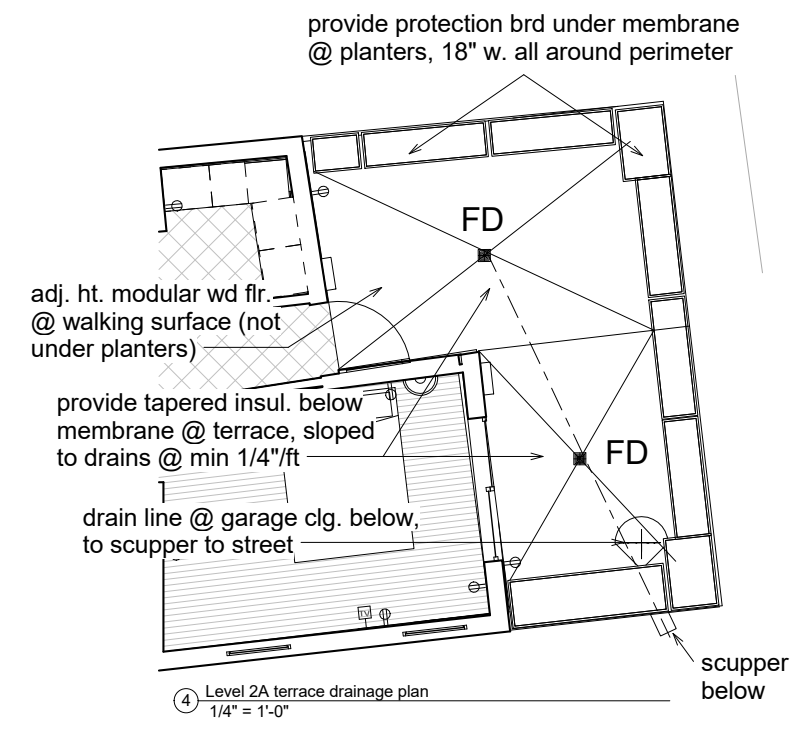 provide protection brd under membrane
@ planters, 18" w. all around perimeter
FD
adj. ht. modular wd flr.
@ walking surface (not
under planters)
provide tapered insul. below
membrane @ terrace, sloped
to drains @ min 1/4"/ft
FD
drain line @ garage clg. below,
to scupper to street
TV
scupper
below
4 Level 2A terrace drainage plan
1/4" = 1'-0"